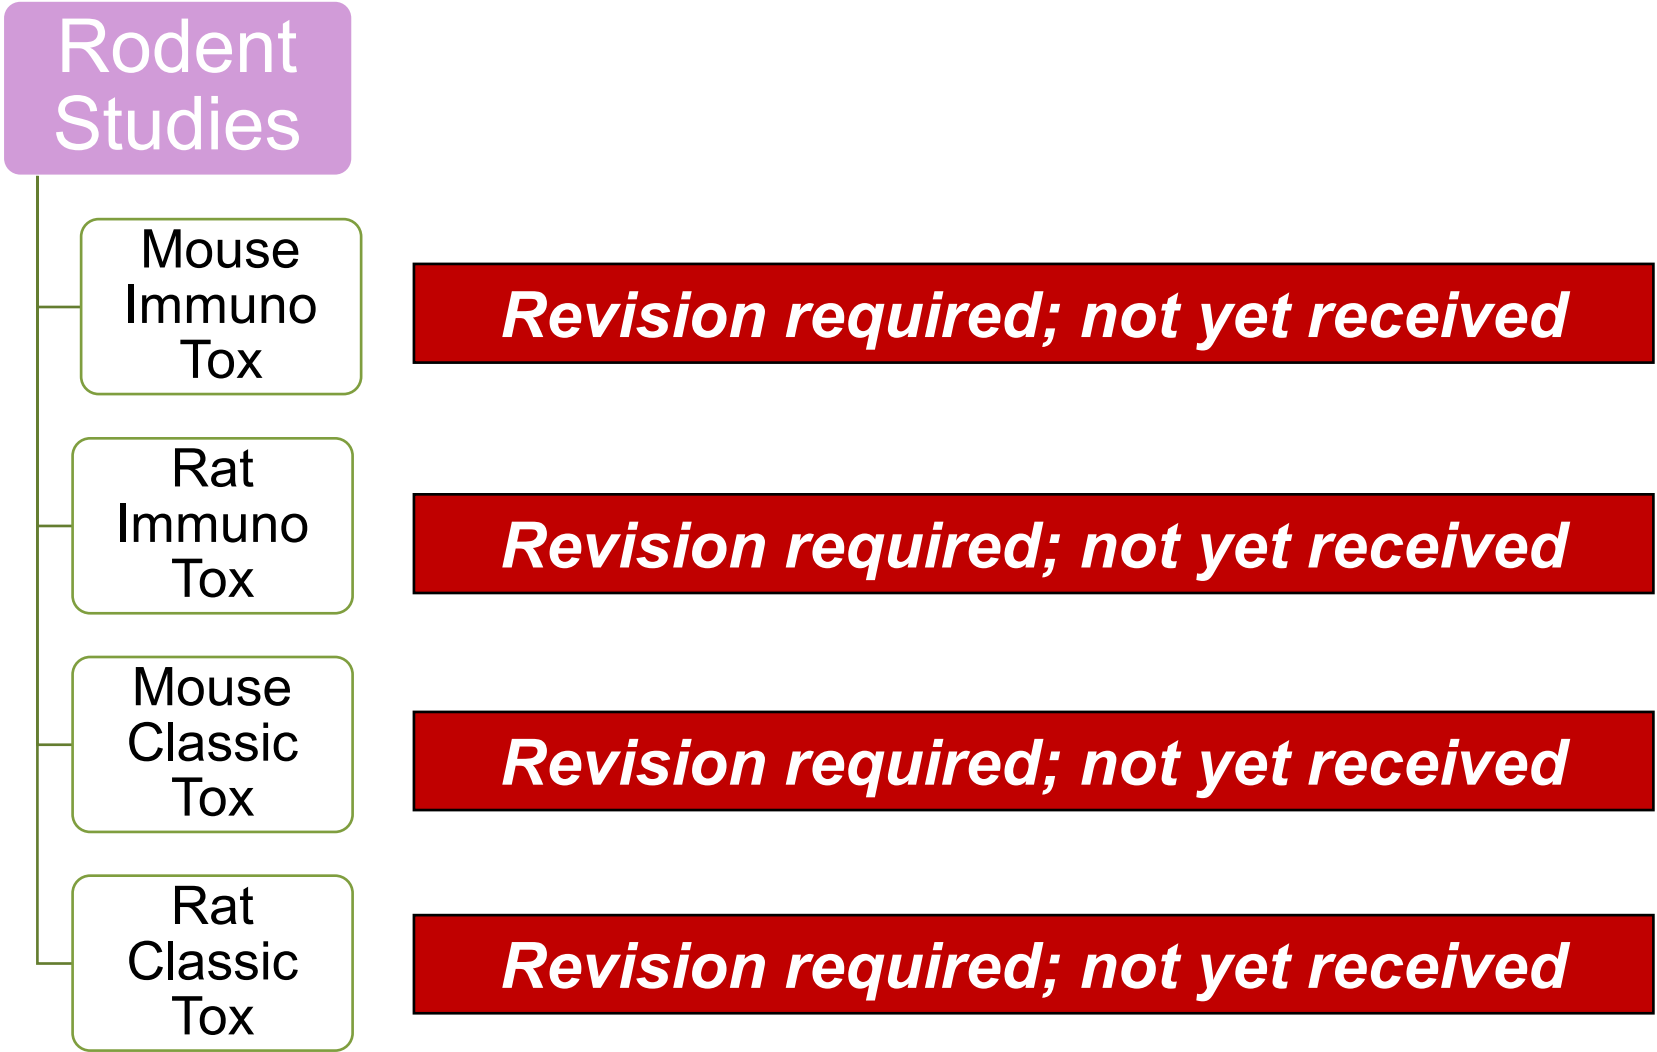 Rodent
Studies
Mouse
Immuno
Tox
Revision required; not yet received
Rat
Immuno
Tox
Revision required; not yet received
Mouse
Classic
Tox
Revision required; not yet received
Rat
Classic
Tox
Revision required; not yet received